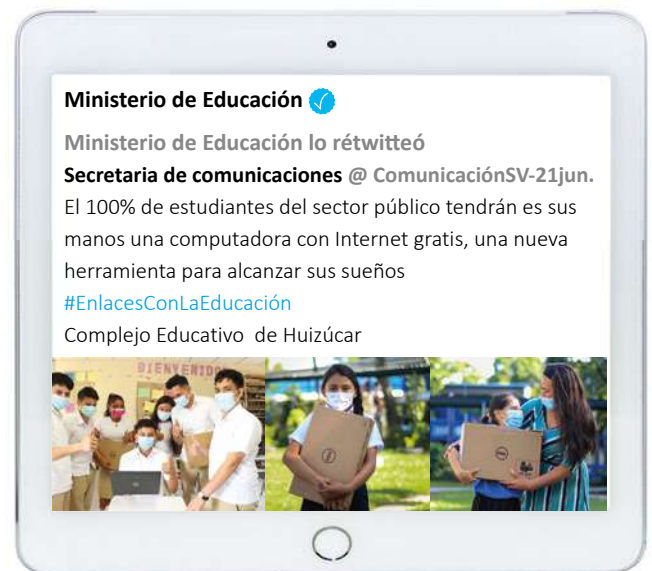 Ministerio de Educación
Ministerio de Educación lo rétwitteó
Secretaria de comunicaciones @ ComunicaciónSV-21jun.
El 100% de estudiantes del sector público tendrán es sus
manos una computadora con Internet gratis, una nueva
herramienta para alcanzar sus sueños
#EnlacesConLaEducación
Complejo Educativo de Huizúcar
BIENVENIDO
DELL
DELL